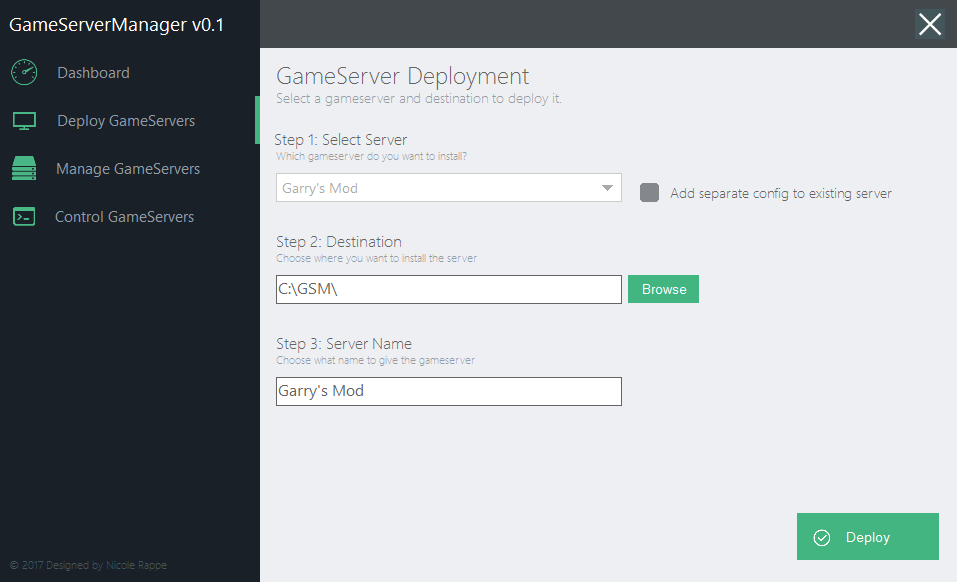 GameServerManager v0.1
Dashboard
Deploy GameServers
Manage GameServers
Control GameServers
© 2017 Designed by Nicole Rappe
GameServer Deployment
Select a gameserver and destination to deploy it.
Step 1: Select Server
Which gameserver do you want to install?
Garry's Mod
Add separate config to existing server
Step 2: Destination
Choose where you want to install the server
C:\GSM\
Browse
Step 3: Server Name
Choose what name to give the gameserver
Garry's Mod
Deploy